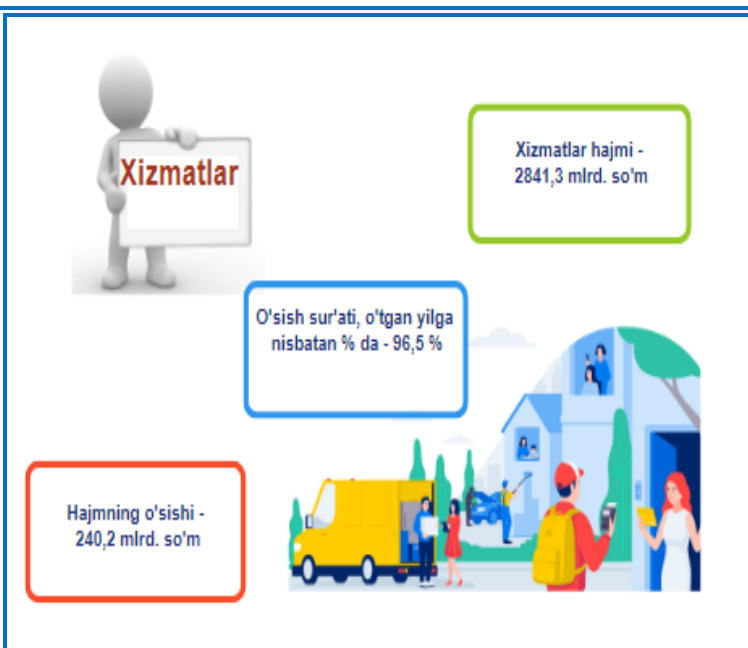 Xizmatlar
Xizmatlar hajmi -
2841,3 mlrd. so'm
O'sish sur'ati, o'tgan yilga
nisbatan % da - 96,5 %
Hajmning o'sishi -
240,2 mlrd. so'm